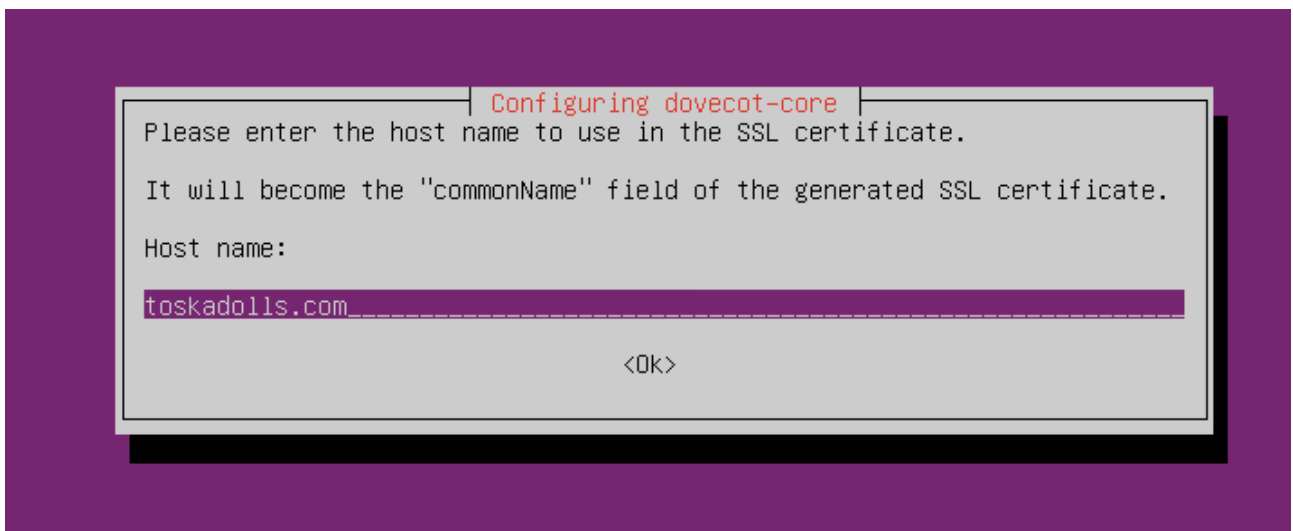 Configuring dovecot-core
Please enter the host name to use in the SSL certificate.
It will become the "commonName" field of the generated SSL certificate.
Host name:
toskadolls.com__________________________________________________________
<Ok>